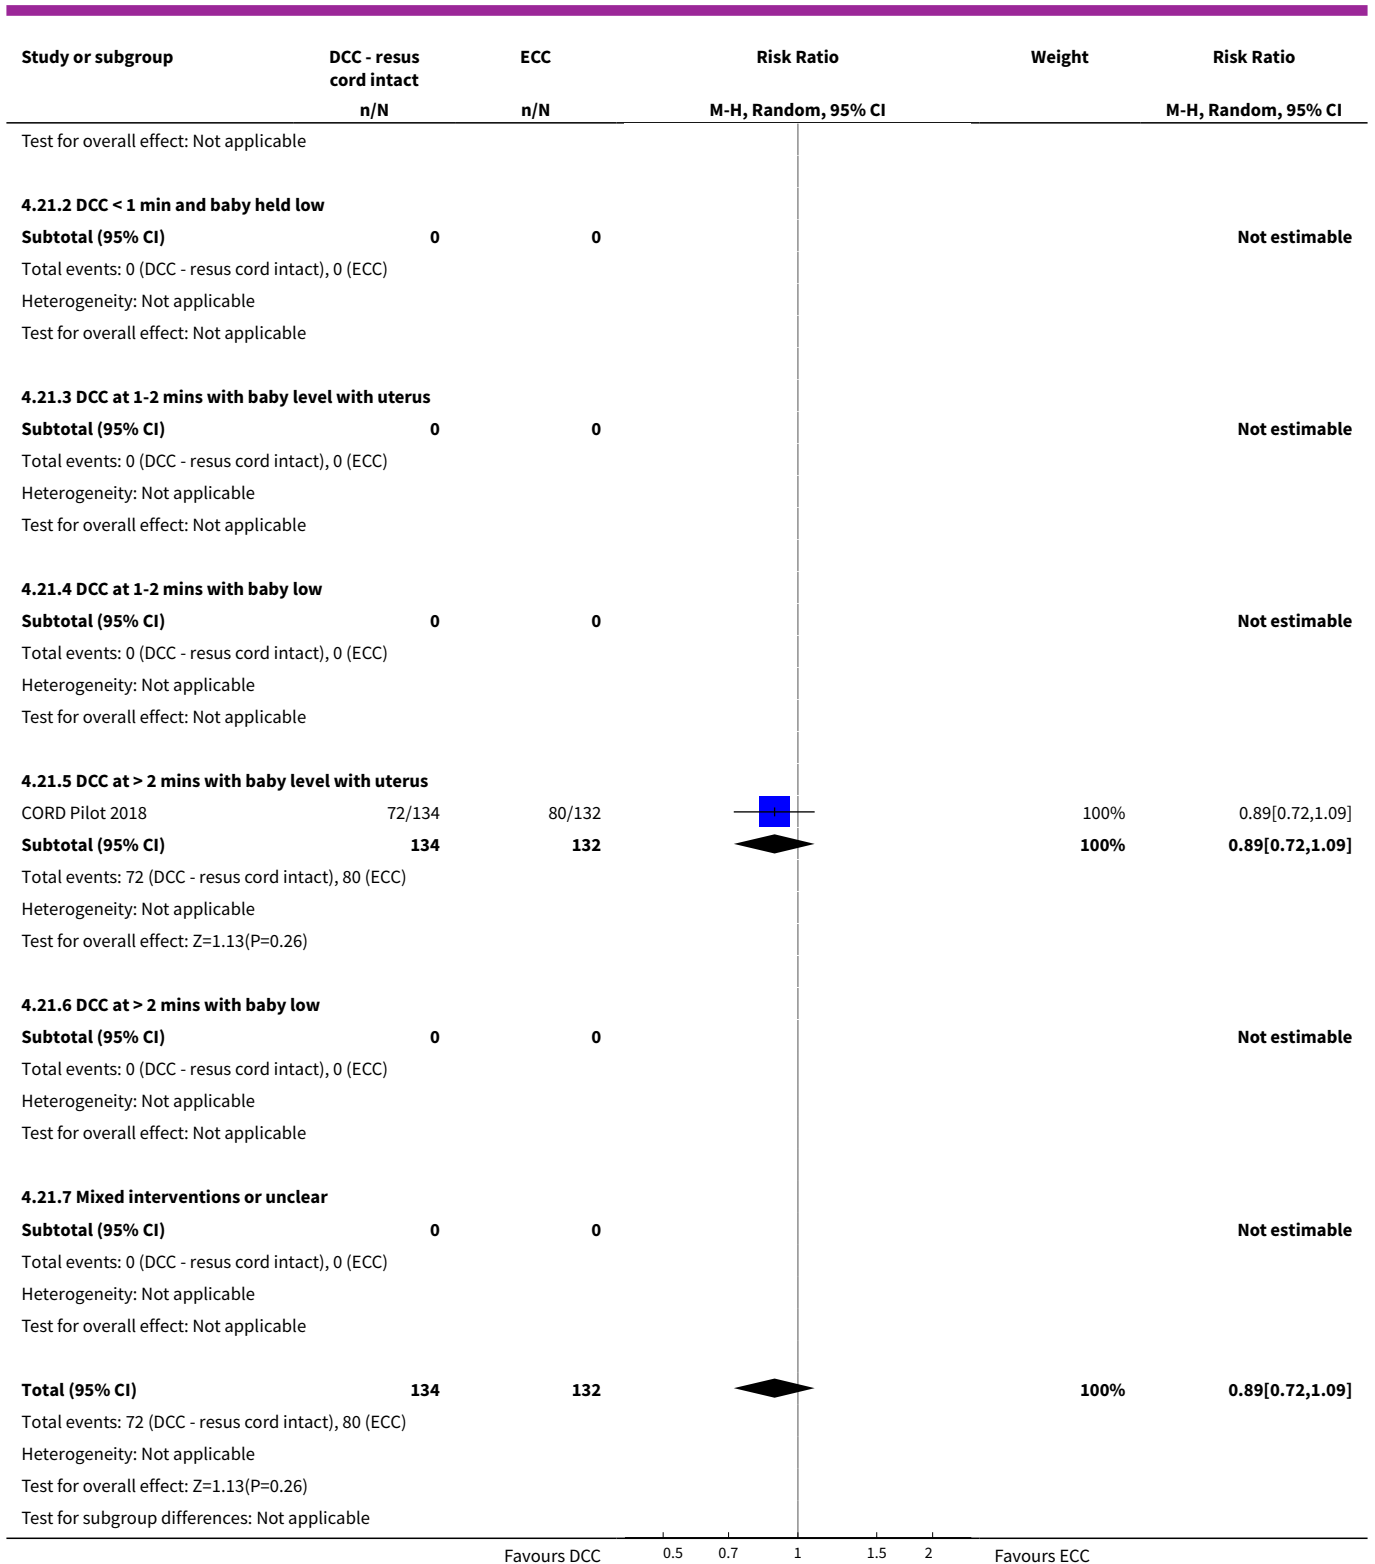 Study or subgroup DCC - resus cord intact ECC Risk Ratio Weight Risk Ratio
n/N n/N M-H, Random, 95% CI M-H, Random, 95% CI
Test for overall effect: Not applicable
4.21.2 DCC < 1 min and baby held low
Subtotal (95% CI) 0 0 Not estimable
Total events: 0 (DCC - resus cord intact), 0 (ECC)
Heterogeneity: Not applicable
Test for overall effect: Not applicable
4.21.3 DCC at 1-2 mins with baby level with uterus
Subtotal (95% CI) 0 0 Not estimable
Total events: 0 (DCC - resus cord intact), 0 (ECC)
Heterogeneity: Not applicable
Test for overall effect: Not applicable
4.21.4 DCC at 1-2 mins with baby low
Subtotal (95% CI) 0 0 Not estimable
Total events: 0 (DCC - resus cord intact), 0 (ECC)
Heterogeneity: Not applicable
Test for overall effect: Not applicable
4.21.5 DCC at > 2 mins with baby level with uterus
CORD Pilot 2018 72/134 80/132 100% 0.89[0.72,1.09]
Subtotal (95% CI) 134 132 100% 0.89[0.72,1.09]
Total events: 72 (DCC - resus cord intact), 80 (ECC)
Heterogeneity: Not applicable
Test for overall effect: Z=1.13(P=0.26)
4.21.6 DCC at > 2 mins with baby low
Subtotal (95% CI) 0 0 Not estimable
Total events: 0 (DCC - resus cord intact), 0 (ECC)
Heterogeneity: Not applicable
Test for overall effect: Not applicable
4.21.7 Mixed interventions or unclear
Subtotal (95% CI) 0 0 Not estimable
Total events: 0 (DCC - resus cord intact), 0 (ECC)
Heterogeneity: Not applicable
Test for overall effect: Not applicable
Total (95% CI) 134 132 100% 0.89[0.72,1.09]
Total events: 72 (DCC - resus cord intact), 80 (ECC)
Heterogeneity: Not applicable
Test for overall effect: Z=1.13(P=0.26)
Test for subgroup differences: Not applicable
Favours DCC 0.5 0.7 1 1.5 2 Favours ECC